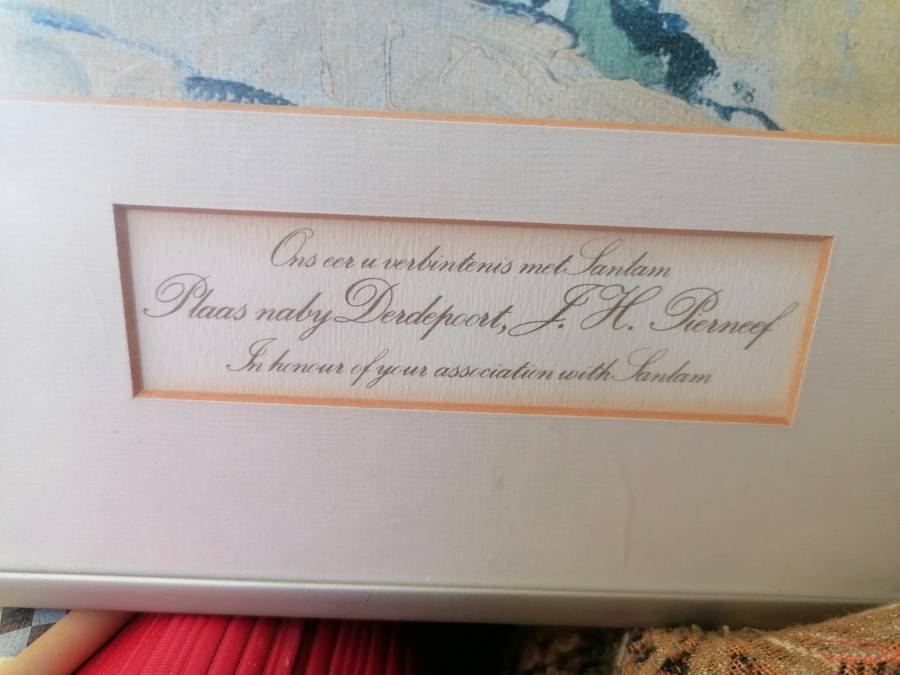 Ons eer u verbintenis met Santam
Plaas naby Derdepoort, J. H. Pierneef
In honour of your association with Santam